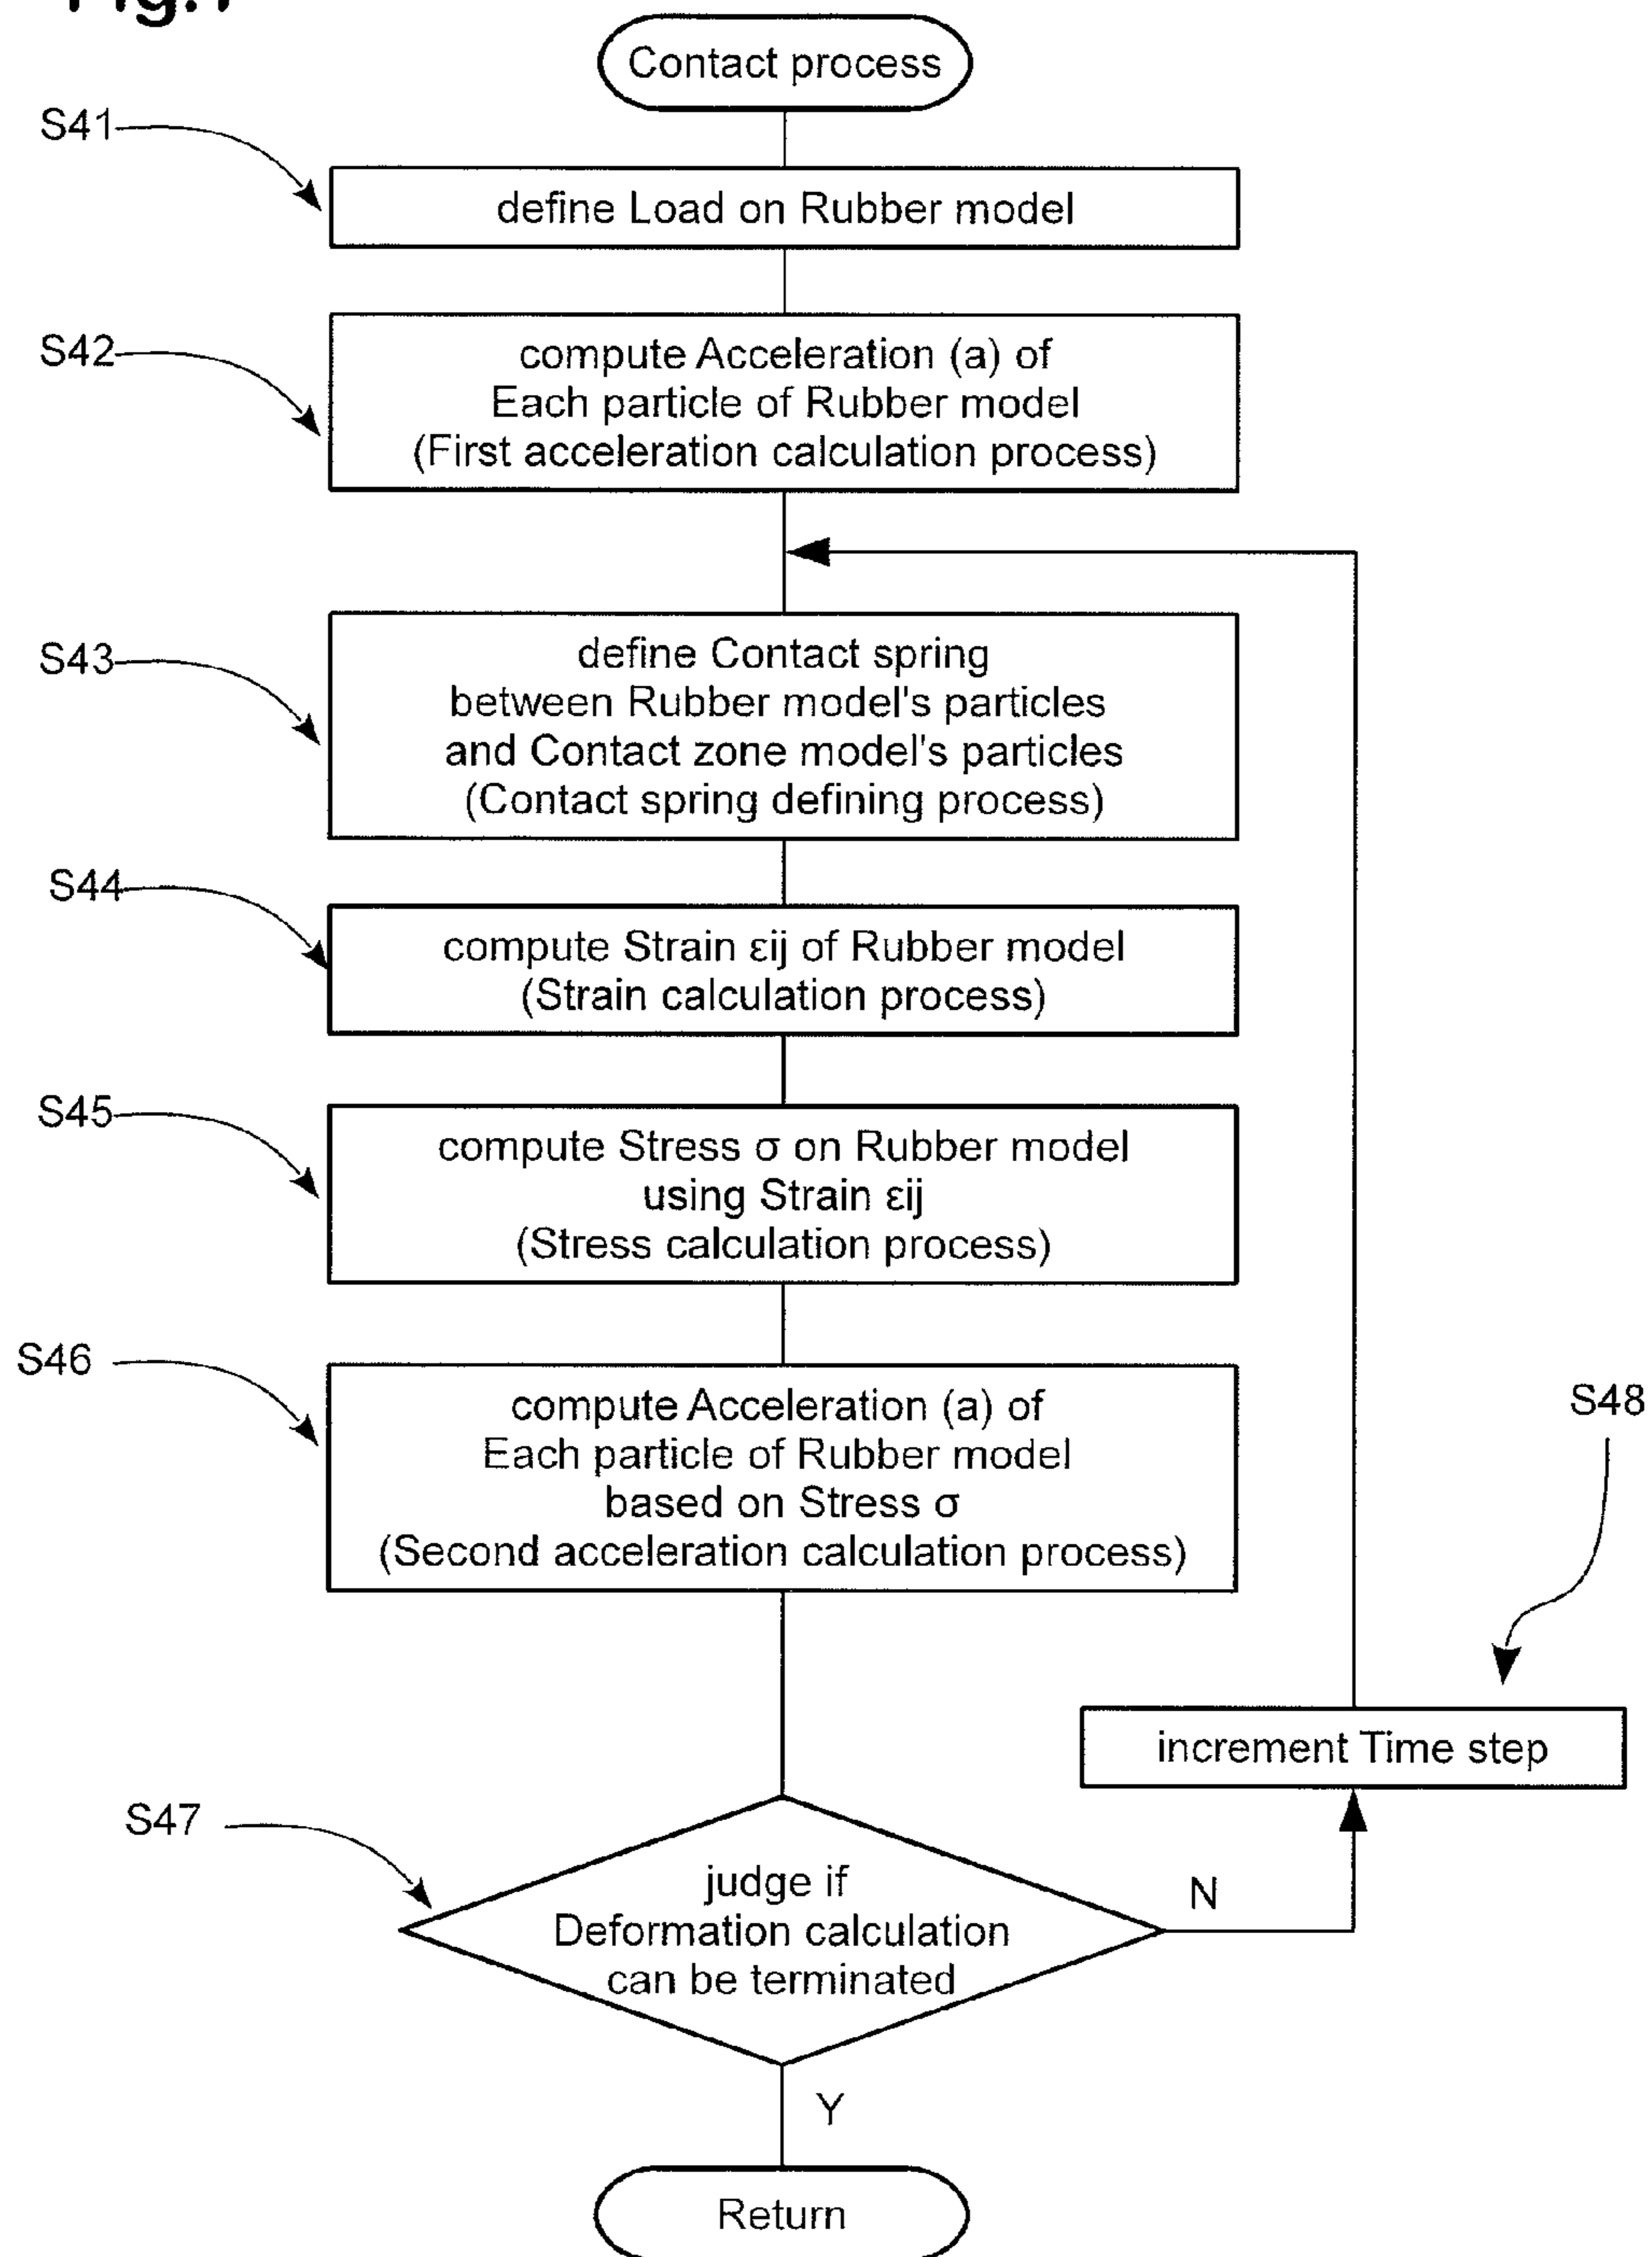 Contact process
S41
define Load on Rubber model
S42
compute Acceleration (a) of
Each particle of Rubber model
(First acceleration calculation process)
S43
define Contact spring
between Rubber model's particles
and Contact zone model's particles
(Contact spring defining process)
S44
compute Strain εij of Rubber model
(Strain calculation process)
S45
compute Stress σ on Rubber model
using Strain εij
(Stress calculation process)
S46
compute Acceleration (a) of
Each particle of Rubber model
based on Stress σ
(Second acceleration calculation process)
S48
increment Time step
S47
judge if
Deformation calculation
can be terminated
N
Y
Return